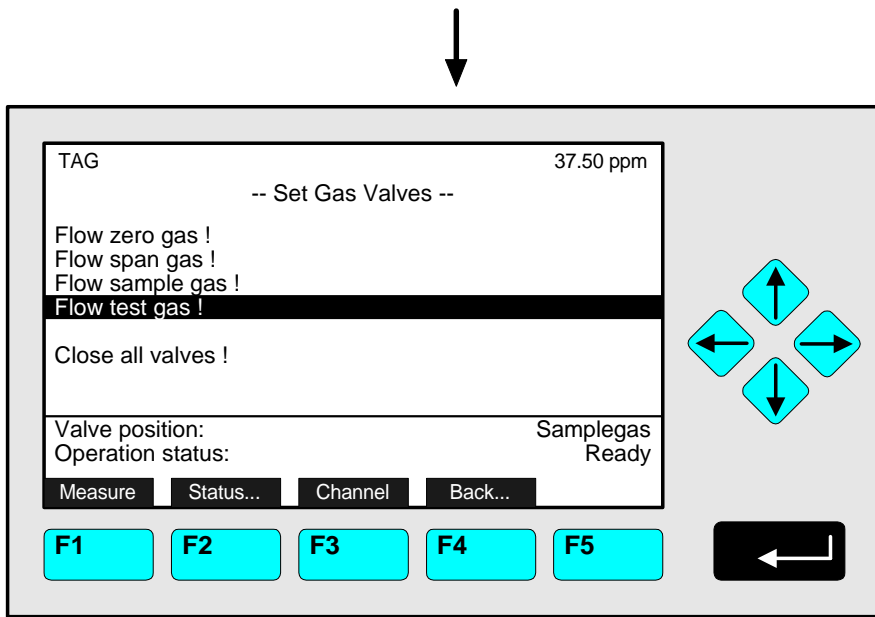 TAG 37.50 ppm
-- Set Gas Valves --
Flow zero gas !
Flow span gas !
Flow sample gas !
Flow test gas !
Close all valves !
Valve position: Samplegas
Operation status: Ready
Measure Status... Channel Back...
F1 F2 F3 F4 F5